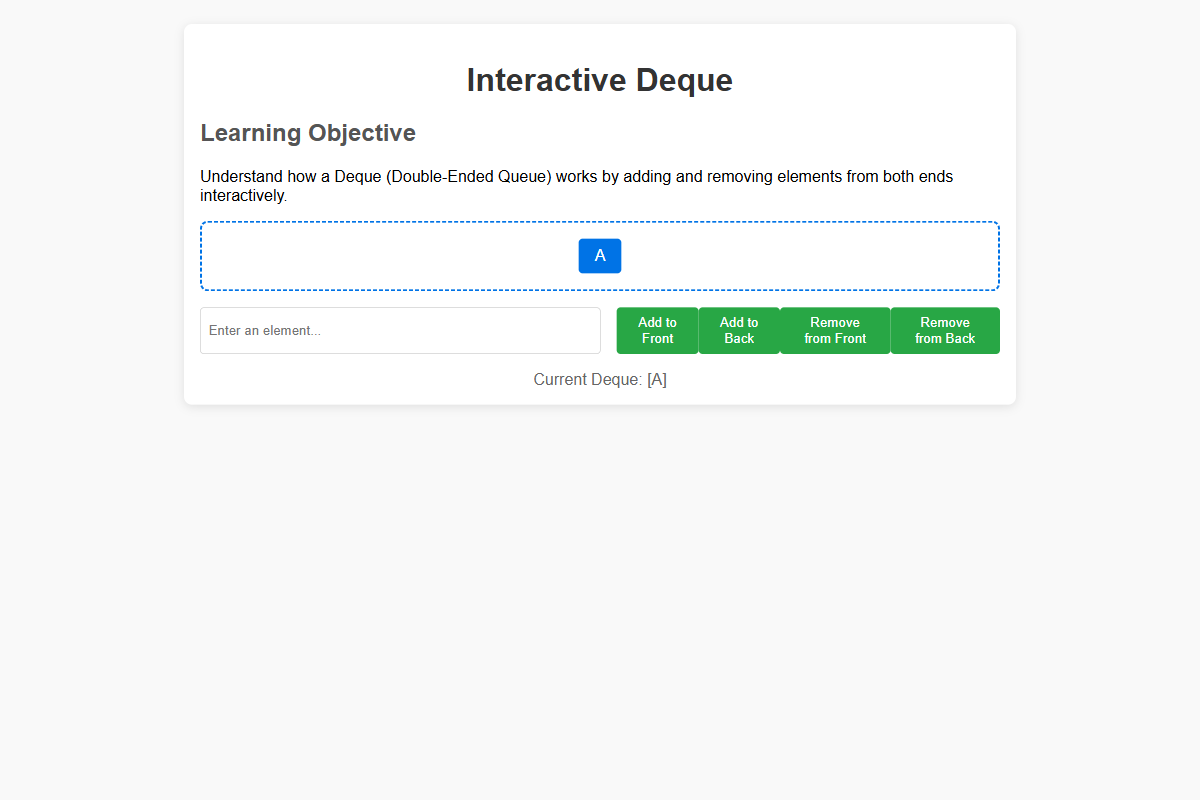 Interactive Deque
Learning Objective
Understand how a Deque (Double-Ended Queue) works by adding and removing elements from both ends
interactively.
A
Enter an element...
Add to
Front
Add to
Back
Remove
from Front
Remove
from Back
Current Deque: [A]